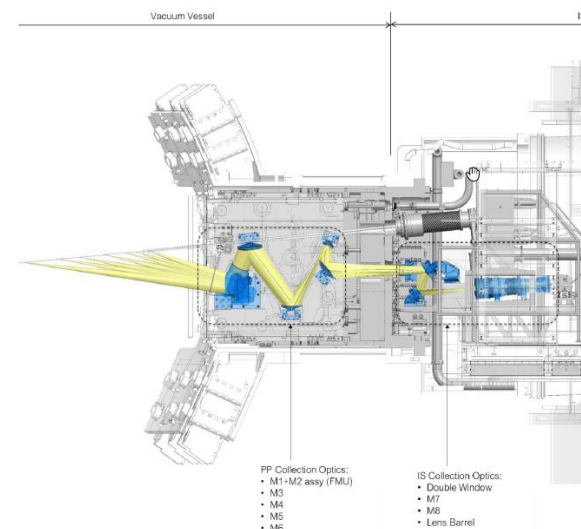 Vacuum Vessel
PP Collection Optics:
• M1+M2 assy (FMU)
• M3
• M4
• M5
• M6
IS Collection Optics:
• Double Window
• M7
• M8
• Lens Barrel